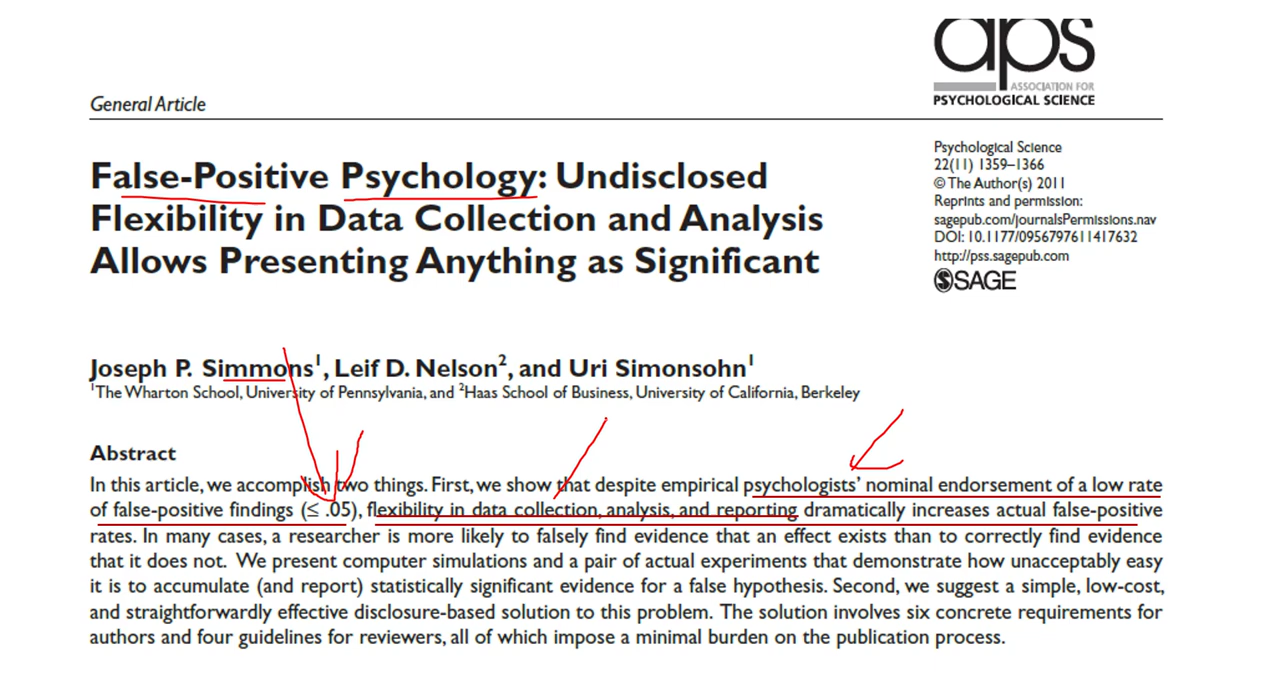 aps
ASSOCIATION FOR
PSYCHOLOGICAL SCIENCE
General Article
False-Positive Psychology: Undisclosed
Flexibility in Data Collection and Analysis
Allows Presenting Anything as Significant
Psychological Science
22(11) 1359–1366
© The Author(s) 2011
Reprints and permission:
sagepub.com/journalsPermissions.nav
DOI: 10.1177/0956797611417632
http://pss.sagepub.com
SAGE
Joseph P. Simmons¹, Leif D. Nelson², and Uri Simonsohn¹
¹The Wharton School, University of Pennsylvania, and ²Haas School of Business, University of California, Berkeley
Abstract
In this article, we accomplish two things. First, we show that despite empirical psychologists’ nominal endorsement of a low rate
of false-positive findings (≤ .05), flexibility in data collection, analysis, and reporting dramatically increases actual false-positive
rates. In many cases, a researcher is more likely to falsely find evidence that an effect exists than to correctly find evidence
that it does not. We present computer simulations and a pair of actual experiments that demonstrate how unacceptably easy
it is to accumulate (and report) statistically significant evidence for a false hypothesis. Second, we suggest a simple, low-cost,
and straightforwardly effective disclosure-based solution to this problem. The solution involves six concrete requirements for
authors and four guidelines for reviewers, all of which impose a minimal burden on the publication process.